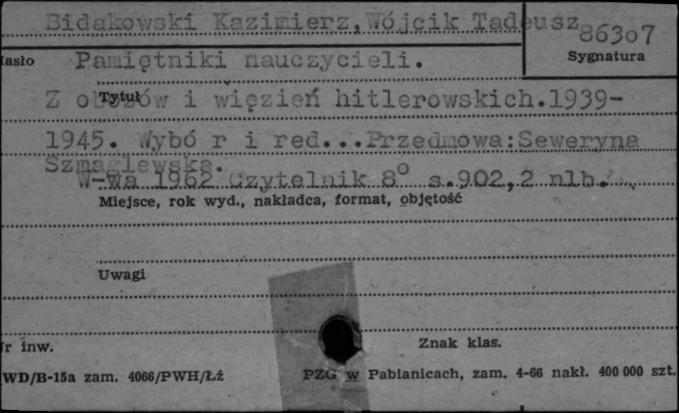 Bidakowski Kazimierz, Wójcik Tadeusz
86307
Hasło Pamiętniki nauczycieli.
Sygnatura
Tytuł
Z obozów i więzień hitlerowskich.1939-
1945. Wybó r i red...Przedmowa:Seweryna
Szmaglewska.
W-wa 1962 Czytelnik 8° s.902,2 nlb.
Miejsce, rok wyd., nakładca, format, objętość
Uwagi
Nr inw.
Znak klas.
WD/B-15a zam. 4066/PWH/Łź
PZG w Pabianicach, zam. 4-66 nakł. 400 000 szt.